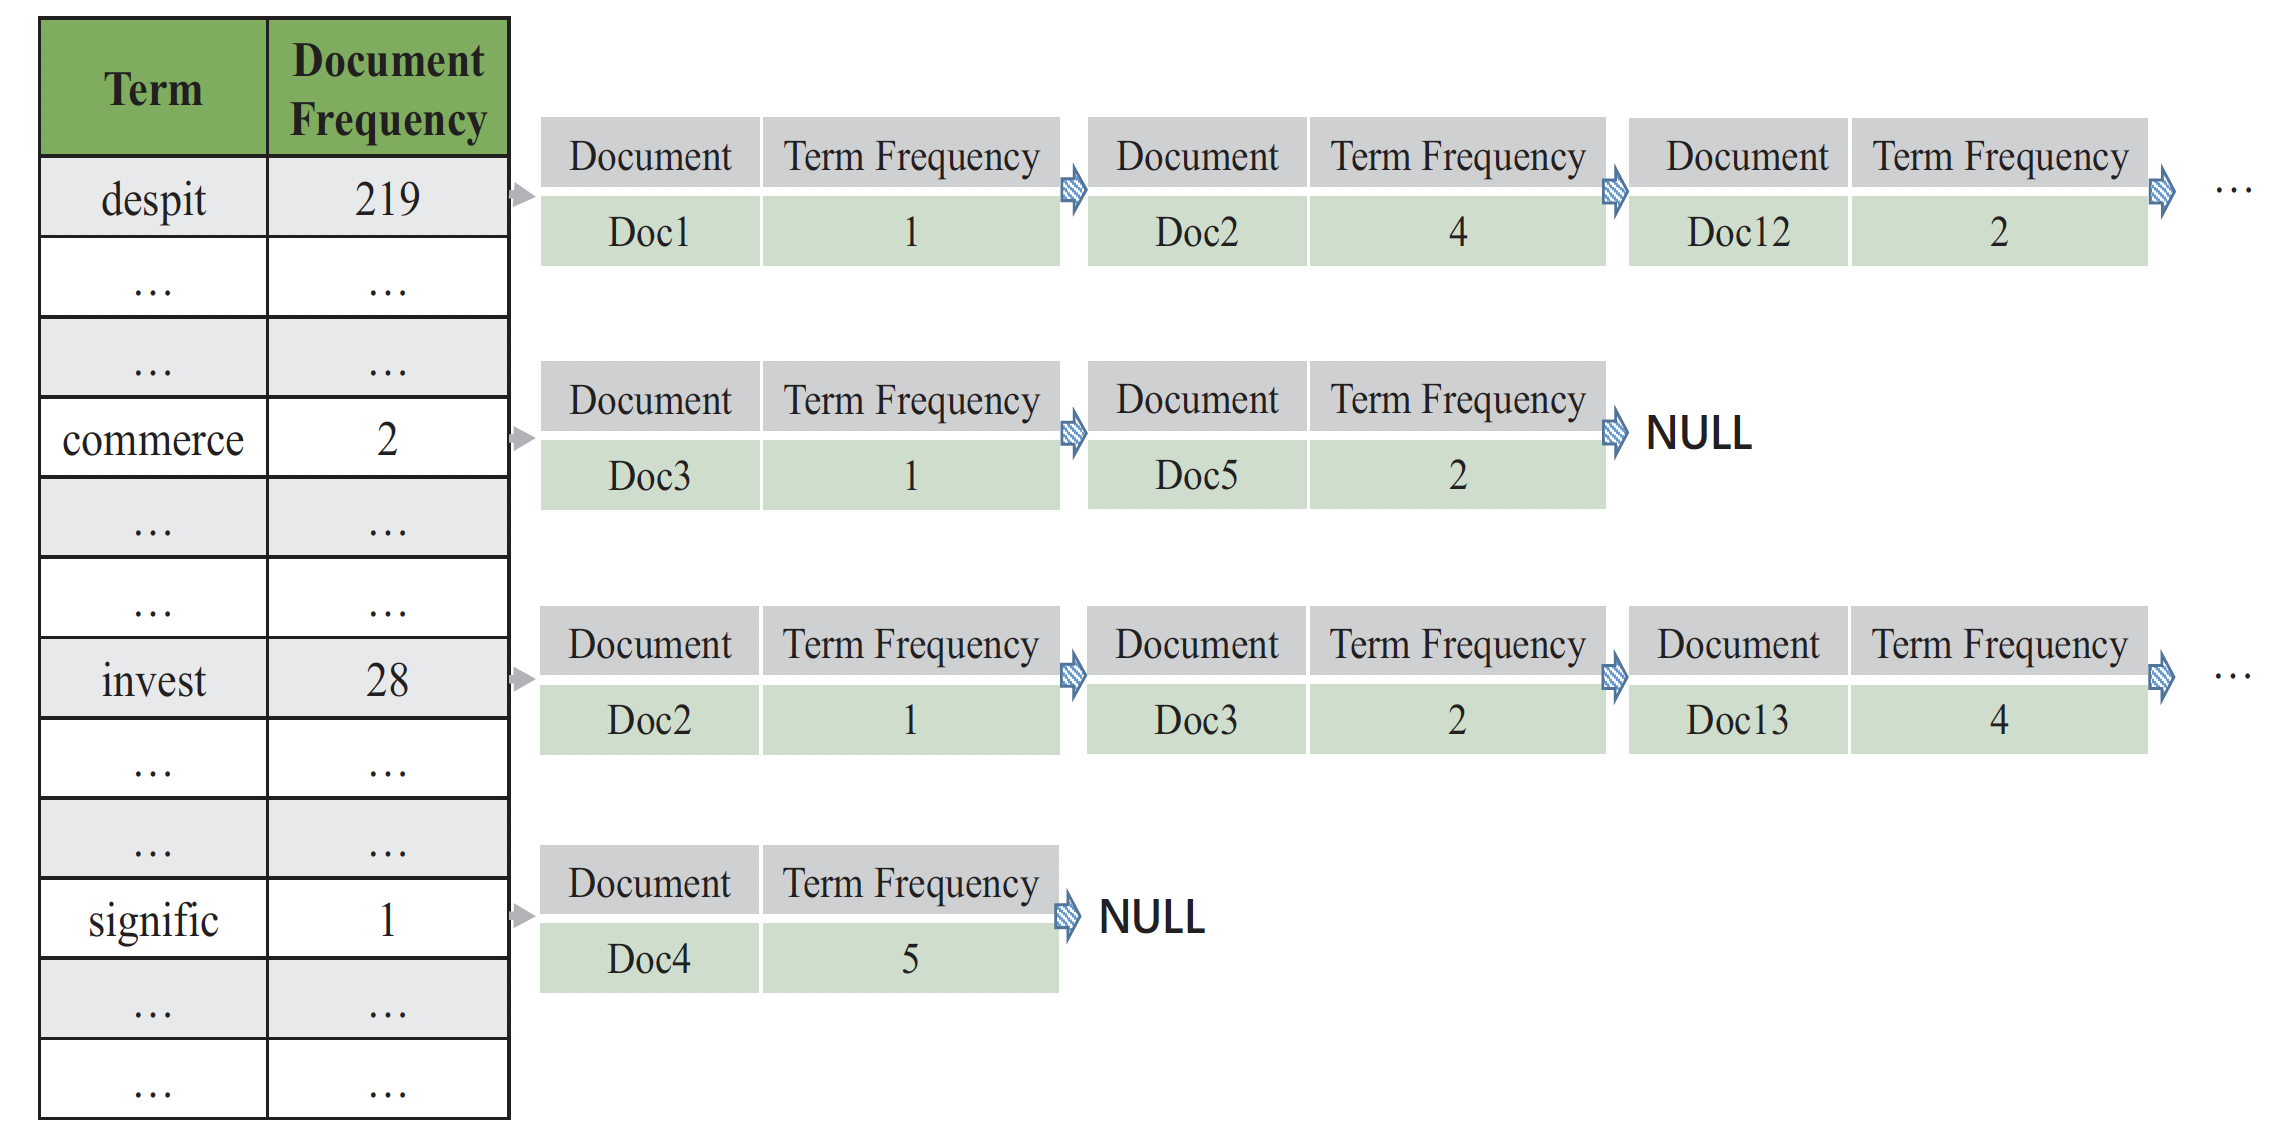 Term Document Frequency
despit 219
Document Term Frequency Document Term Frequency Document Term Frequency
Doc1 1 Doc2 4 Doc12 2
…
… …
… …
commerce 2
Document Term Frequency Document Term Frequency
Doc3 1 Doc5 2
NULL
… …
… …
invest 28
Document Term Frequency Document Term Frequency Document Term Frequency
Doc2 1 Doc3 2 Doc13 4
…
… …
… …
signific 1
Document Term Frequency
Doc4 5
NULL
… …
… …